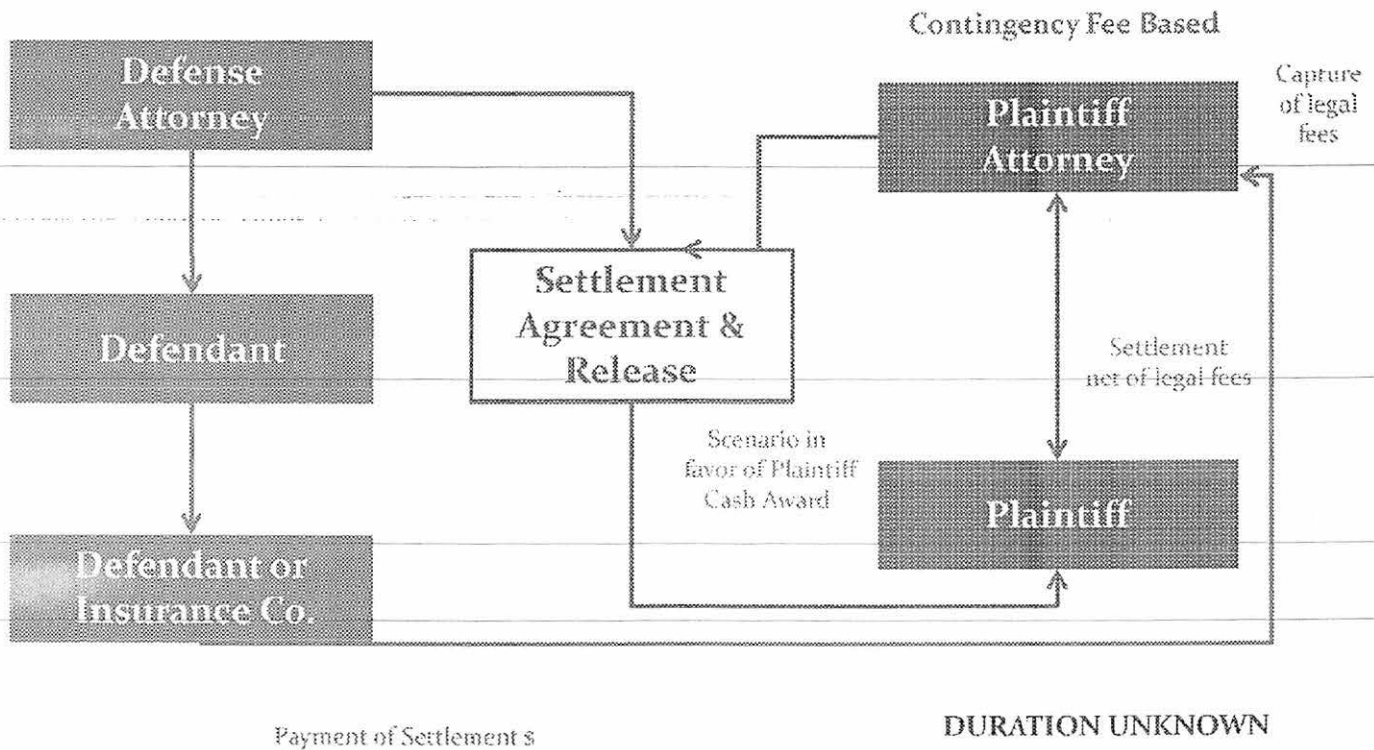 Contingency Fee Based
Defense
Attorney
Plaintiff
Attorney
Capture
of legal
fees
Settlement
Agreement &
Release
Defendant
Settlement
net of legal fees
Scenario in
favor of Plaintiff
Cash Award
Plaintiff
Defendant or
Insurance Co.
Payment of Settlement $
DURATION UNKNOWN